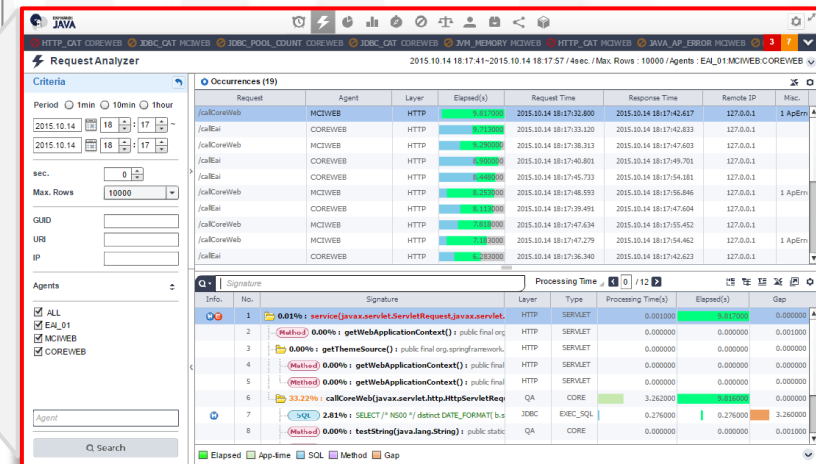 JAVA
HTTP_CAT COREWEB JDBC_CAT MCIWEB JDBC_POOL_COUNT COREWEB JDBC_CAT COREWEB JVM_MEMORY MCIWEB HTTP_CAT MCIWEB JAVA_AP_ERROR MCIWEB 3 7
Request Analyzer 2015.10.14 18:17:41~2015.10.14 18:17:57 / 4sec. / Max. Rows : 10000 / Agents : EAI_01:MCIWEB:COREWEB
Criteria
Period 1min 10min 1hour
2015.10.14 18 : 17 ~
2015.10.14 18 : 17
sec. 0
Max. Rows 10000
GUID
URI
IP
Agents
ALL
EAI_01
MCIWEB
COREWEB
Agent
Search
Occurrences (19)
Request Agent Layer Elapsed(s) Request Time Response Time Remote IP Misc.
/callCoreWeb MCIWEB HTTP 9.817000 2015.10.14 18:17:32.800 2015.10.14 18:17:42.617 127.0.0.1 1 ApErr
/callEai COREWEB HTTP 9.713000 2015.10.14 18:17:33.120 2015.10.14 18:17:42.833 127.0.0.1
/callCoreWeb MCIWEB HTTP 9.290000 2015.10.14 18:17:38.313 2015.10.14 18:17:47.603 127.0.0.1
/callEai COREWEB HTTP 8.900000 2015.10.14 18:17:40.801 2015.10.14 18:17:49.701 127.0.0.1
/callEai COREWEB HTTP 8.448000 2015.10.14 18:17:45.733 2015.10.14 18:17:54.181 127.0.0.1
/callCoreWeb MCIWEB HTTP 8.253000 2015.10.14 18:17:48.593 2015.10.14 18:17:56.846 127.0.0.1 1 ApErr
/callEai COREWEB HTTP 8.113000 2015.10.14 18:17:39.491 2015.10.14 18:17:47.604 127.0.0.1
/callCoreWeb MCIWEB HTTP 7.818000 2015.10.14 18:17:47.634 2015.10.14 18:17:55.452 127.0.0.1
/callCoreWeb MCIWEB HTTP 7.183000 2015.10.14 18:17:47.279 2015.10.14 18:17:54.462 127.0.0.1 1 ApErr
/callEai COREWEB HTTP 6.283000 2015.10.14 18:17:36.340 2015.10.14 18:17:42.623 127.0.0.1
Signature Processing Time 0 / 12
Info. No. Signature Layer Type Processing Time(s) Elapsed(s) Gap
1 0.01% : service(javax.servlet.ServletRequest,javax.servlet. HTTP SERVLET 0.001000 9.817000 0.000000
2 Method 0.00% : getWebApplicationContext() : public final org HTTP SERVLET 0.000000 0.000000 0.001000
3 0.00% : getThemeSource() : public final org.springframework. HTTP SERVLET 0.000000 0.000000 0.000000
4 Method 0.00% : getWebApplicationContext() : public final HTTP SERVLET 0.000000 0.000000 0.000000
5 Method 0.00% : getWebApplicationContext() : public final HTTP SERVLET 0.000000 0.000000 0.000000
6 33.22% : callCoreWeb(javax.servlet.http.HttpServletRequ QA CORE 3.262000 9.816000 0.000000
7 SQL 2.81% : SELECT /* NS00 */ distinct DATE_FORMAT( b.s JDBC EXEC_SQL 0.276000 0.276000 3.260000
8 Method 0.00% : testString(java.lang.String) : public static QA CORE 0.000000 0.000000 0.001000
Elapsed App-time SQL Method Gap